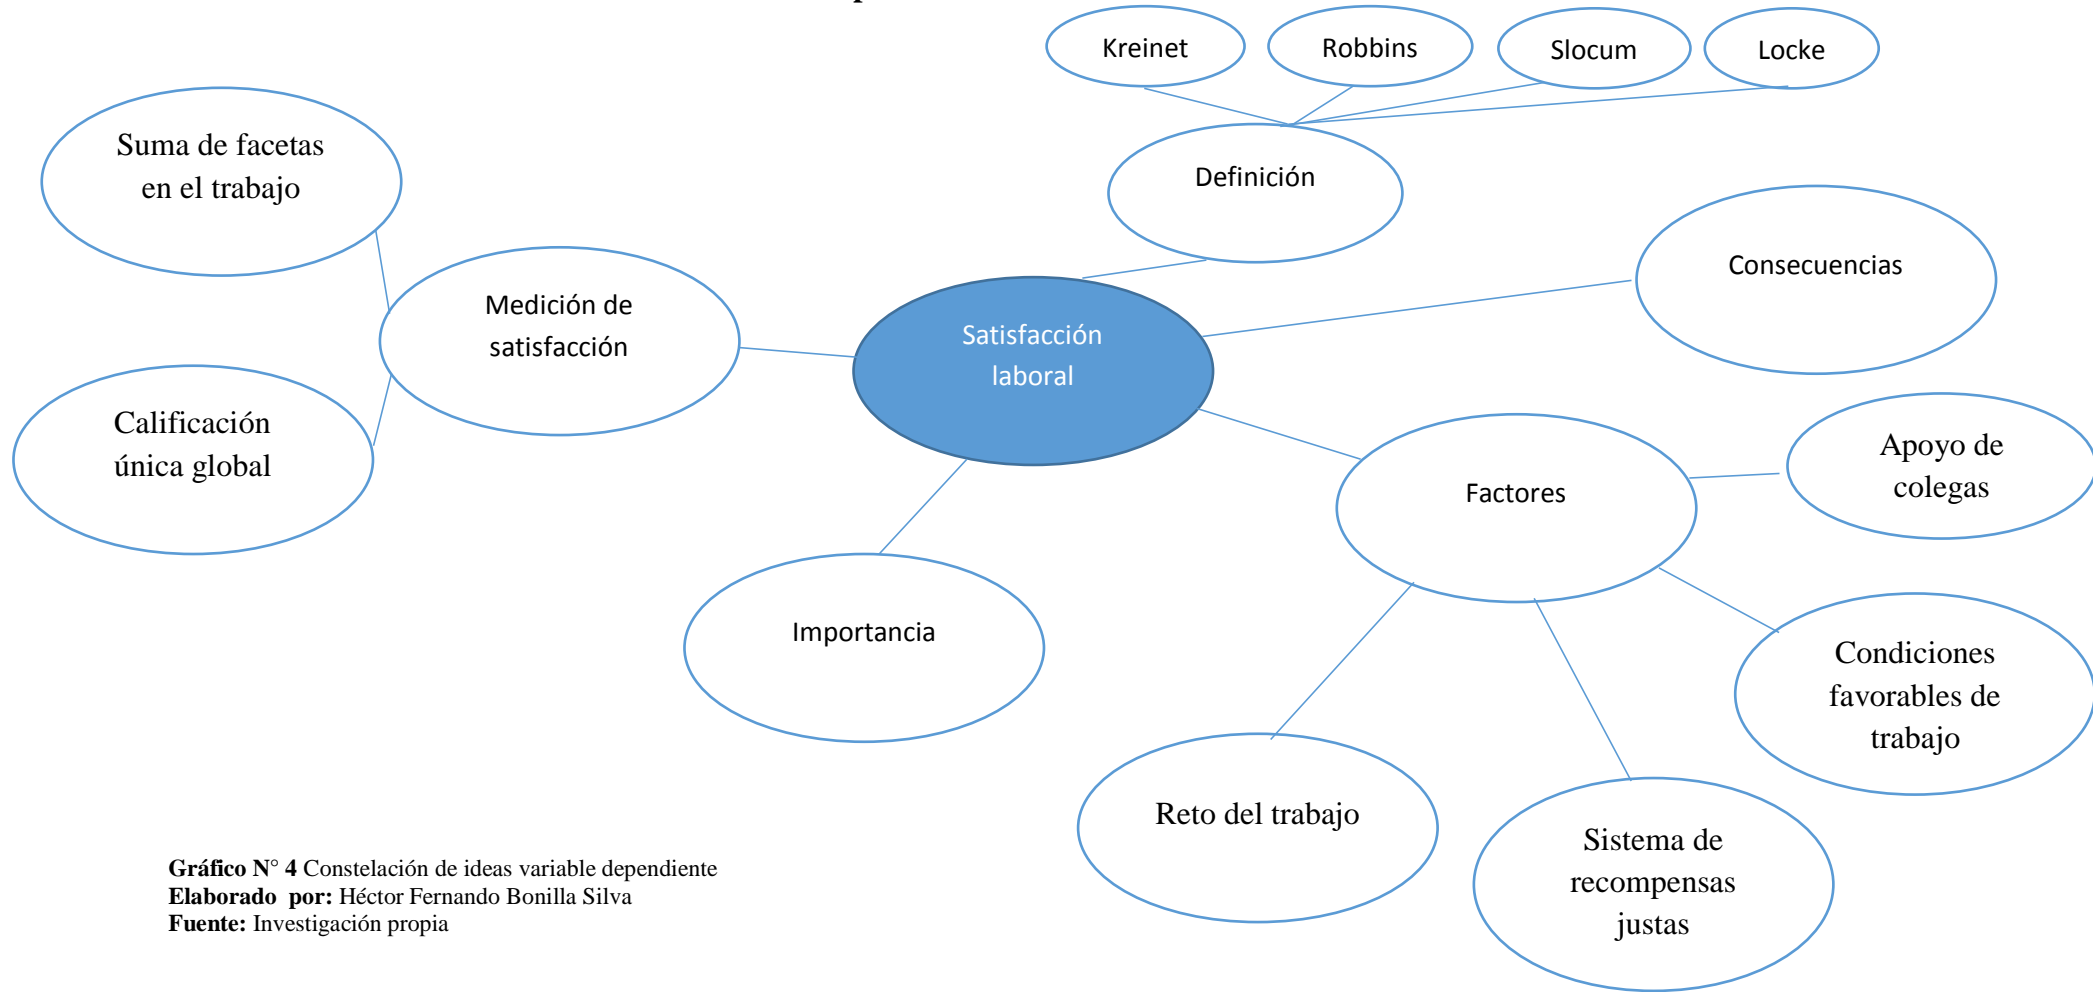 Kreinet
Robbins
Slocum
Locke
Suma de facetas
en el trabajo
Definición
Consecuencias
Medición de
satisfacción
Satisfacción
laboral
Calificación
única global
Apoyo de
colegas
Factores
Importancia
Condiciones
favorables de
trabajo
Reto del trabajo
Sistema de
recompensas
justas
Gráfico N° 4 Constelación de ideas variable dependiente
Elaborado  por: Héctor Fernando Bonilla Silva
Fuente: Investigación propia